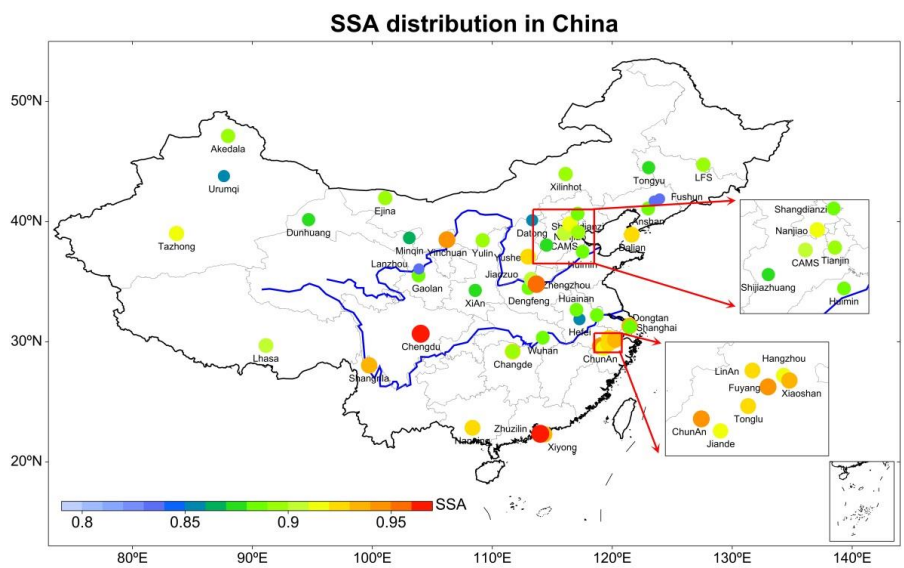 SSA distribution in China
50ºN
40ºN
30ºN
20ºN
Akedala
Urumqi
Tazhong
Dunhuang
Ejina
Minqin
Yinchuan
Lanzhou
Gaolan
Yulin
Xilinhot
Tongyu
LFS
Fushun
Anshan
Datong
CAMS
Dalian
Yushe
Huimin
Jiaozuo
Zhengzhou
Dengfeng
XiAn
Huainan
Hefei
Dongtan
Shanghai
Lhasa
Chengdu
Shangrila
Wuhan
Changde
ChunAn
Nanning
Zhuzilin
Xiyong
Shangdianzi
Nanjiao
CAMS
Tianjin
Shijiazhuang
Huimin
Hangzhou
LinAn
Fuyang
Xiaoshan
Tonglu
ChunAn
Jiande
SSA
0.8 0.85 0.9 0.95
80ºE 90ºE 100ºE 110ºE 120ºE 130ºE 140ºE